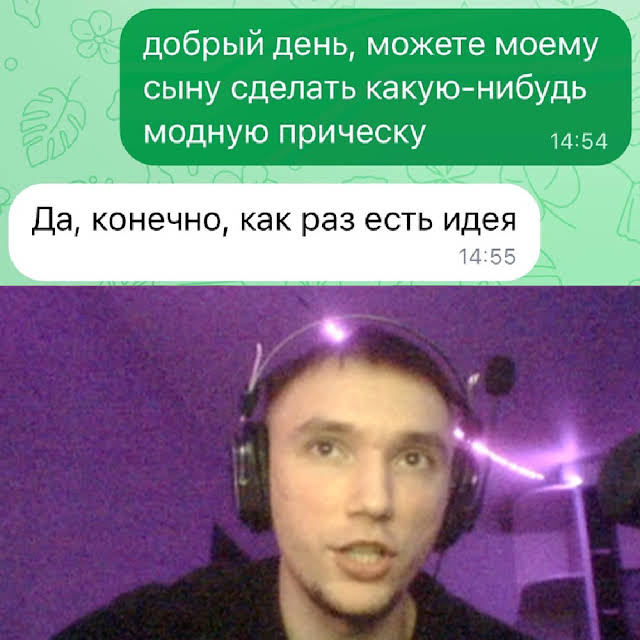 добрый день, можете моему
сыну сделать какую-нибудь
модную прическу
14:54
Да, конечно, как раз есть идея
14:55